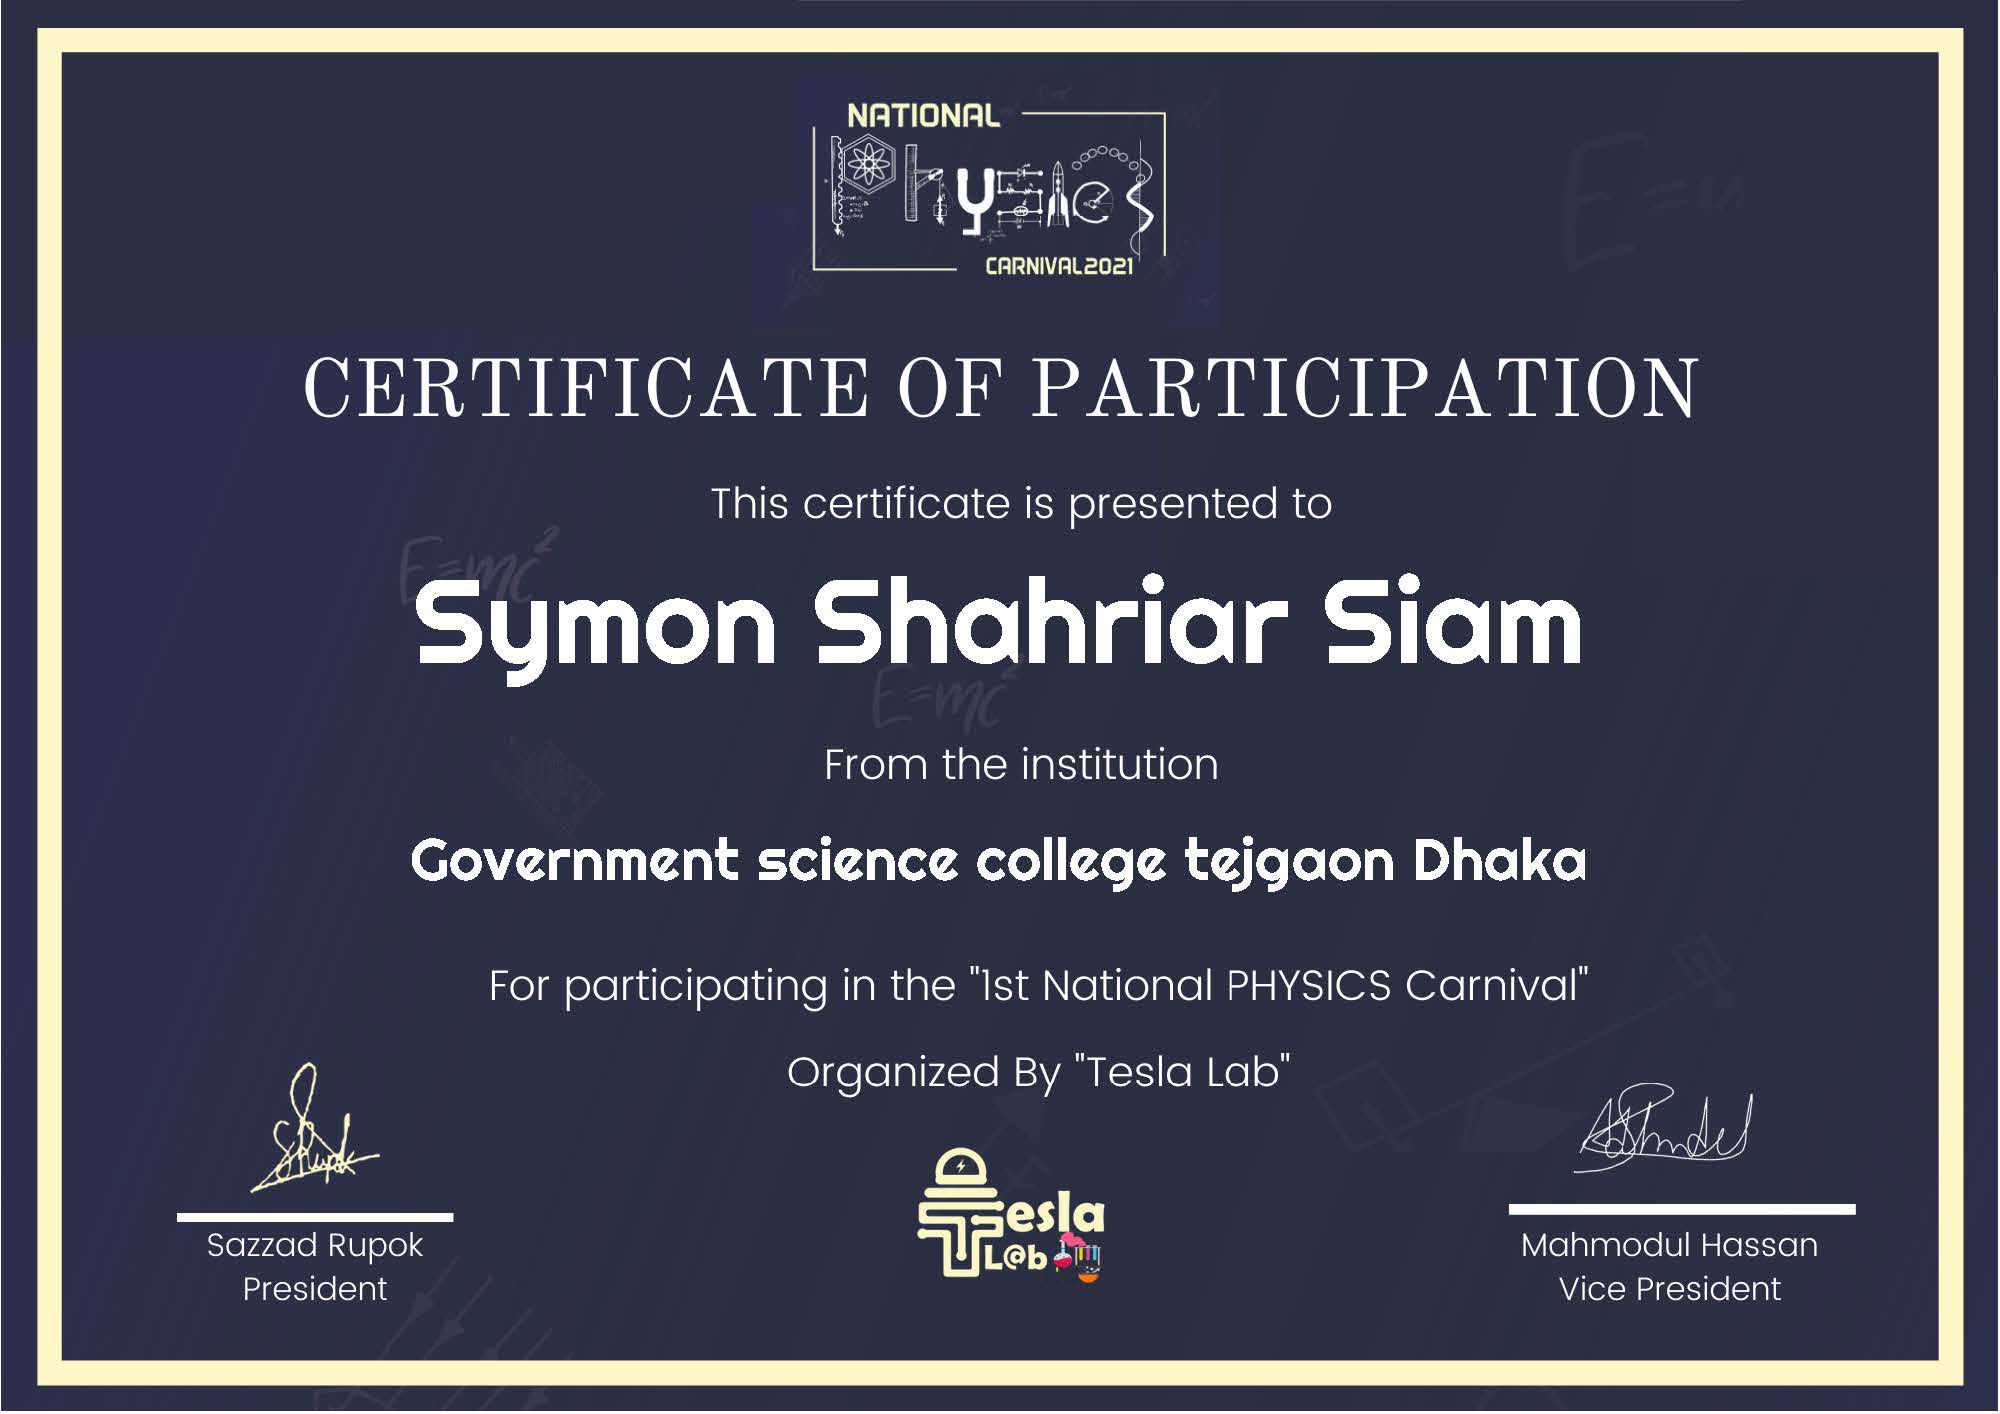 NATIONAL
Physics
CARNIVAL2021
CERTIFICATE OF PARTICIPATION
This certificate is presented to
E=mc²
Symon Shahriar Siam
E=mc²
From the institution
Government science college tejgaon Dhaka
For participating in the "1st National PHYSICS Carnival"
Organized By "Tesla Lab"
Tesla
L@b
Sazzad Rupok
President
Mahmodul Hassan
Vice President